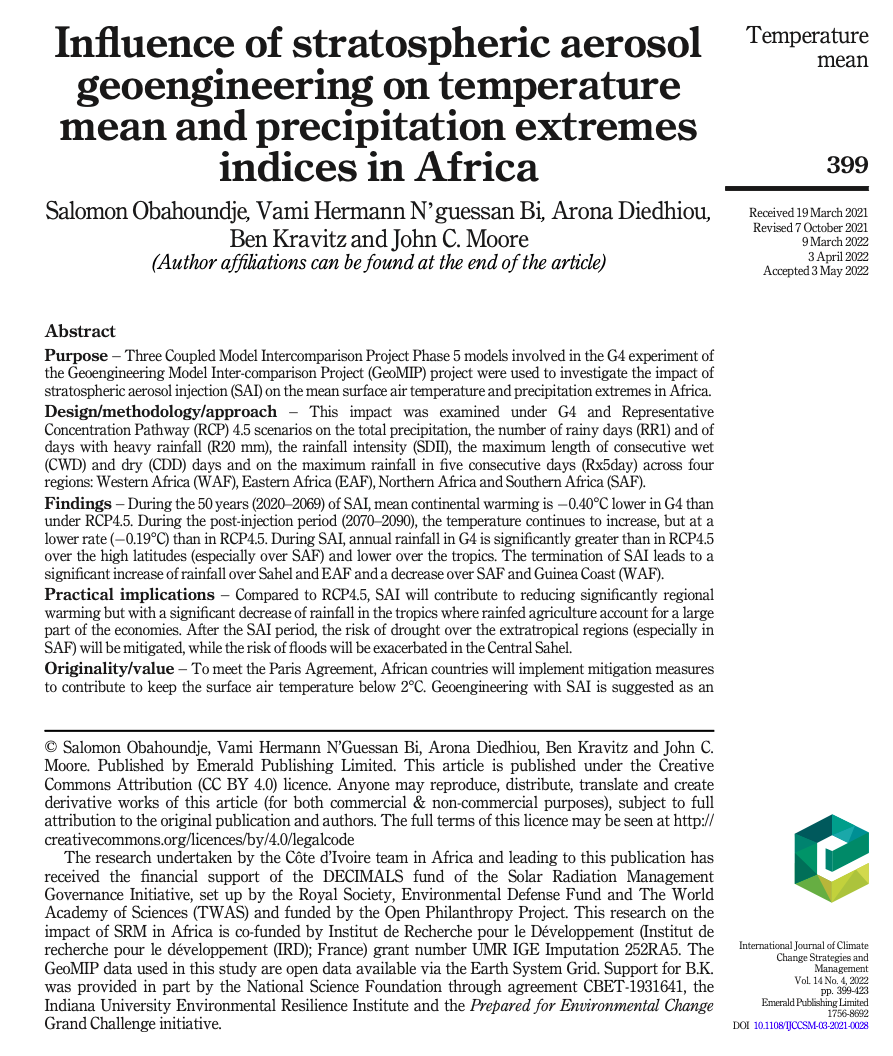 Influence of stratospheric aerosol
geoengineering on temperature
mean and precipitation extremes
indices in Africa
Salomon Obahoundje, Vami Hermann N'guessan Bi, Arona Diedhiou,
Ben Kravitz and John C. Moore
(Author affiliations can be found at the end of the article)
Temperature
mean
399
Received 19 March 2021
Revised 7 October 2021
9 March 2022
3 April 2022
Accepted 3 May 2022
Abstract
Purpose – Three Coupled Model Intercomparison Project Phase 5 models involved in the G4 experiment of
the Geoengineering Model Inter-comparison Project (GeoMIP) project were used to investigate the impact of
stratospheric aerosol injection (SAI) on the mean surface air temperature and precipitation extremes in Africa.
Design/methodology/approach – This impact was examined under G4 and Representative
Concentration Pathway (RCP) 4.5 scenarios on the total precipitation, the number of rainy days (RR1) and of
days with heavy rainfall (R20 mm), the rainfall intensity (SDII), the maximum length of consecutive wet
(CWD) and dry (CDD) days and on the maximum rainfall in five consecutive days (Rx5day) across four
regions: Western Africa (WAF), Eastern Africa (EAF), Northern Africa and Southern Africa (SAF).
Findings – During the 50 years (2020–2069) of SAI, mean continental warming is −0.40°C lower in G4 than
under RCP4.5. During the post-injection period (2070–2090), the temperature continues to increase, but at a
lower rate (−0.19°C) than in RCP4.5. During SAI, annual rainfall in G4 is significantly greater than in RCP4.5
over the high latitudes (especially over SAF) and lower over the tropics. The termination of SAI leads to a
significant increase of rainfall over Sahel and EAF and a decrease over SAF and Guinea Coast (WAF).
Practical implications – Compared to RCP4.5, SAI will contribute to reducing significantly regional
warming but with a significant decrease of rainfall in the tropics where rainfed agriculture account for a large
part of the economies. After the SAI period, the risk of drought over the extratropical regions (especially in
SAF) will be mitigated, while the risk of floods will be exacerbated in the Central Sahel.
Originality/value – To meet the Paris Agreement, African countries will implement mitigation measures
to contribute to keep the surface air temperature below 2°C. Geoengineering with SAI is suggested as an
© Salomon Obahoundje, Vami Hermann N'Guessan Bi, Arona Diedhiou, Ben Kravitz and John C.
Moore. Published by Emerald Publishing Limited. This article is published under the Creative
Commons Attribution (CC BY 4.0) licence. Anyone may reproduce, distribute, translate and create
derivative works of this article (for both commercial & non-commercial purposes), subject to full
attribution to the original publication and authors. The full terms of this licence may be seen at http://
creativecommons.org/licences/by/4.0/legalcode
The research undertaken by the Côte d'Ivoire team in Africa and leading to this publication has
received the financial support of the DECIMALS fund of the Solar Radiation Management
Governance Initiative, set up by the Royal Society, Environmental Defense Fund and The World
Academy of Sciences (TWAS) and funded by the Open Philanthropy Project. This research on the
impact of SRM in Africa is co-funded by Institut de Recherche pour le Développement (Institut de
recherche pour le développement (IRD); France) grant number UMR IGE Imputation 252RA5. The
GeoMIP data used in this study are open data available via the Earth System Grid. Support for B.K.
was provided in part by the National Science Foundation through agreement CBET-1931641, the
Indiana University Environmental Resilience Institute and the Prepared for Environmental Change
Grand Challenge initiative.
International Journal of Climate
Change Strategies and
Management
Vol. 14 No. 4, 2022
pp. 399-423
Emerald Publishing Limited
1756-8692
DOI 10.1108/IJCCSM-03-2021-0028